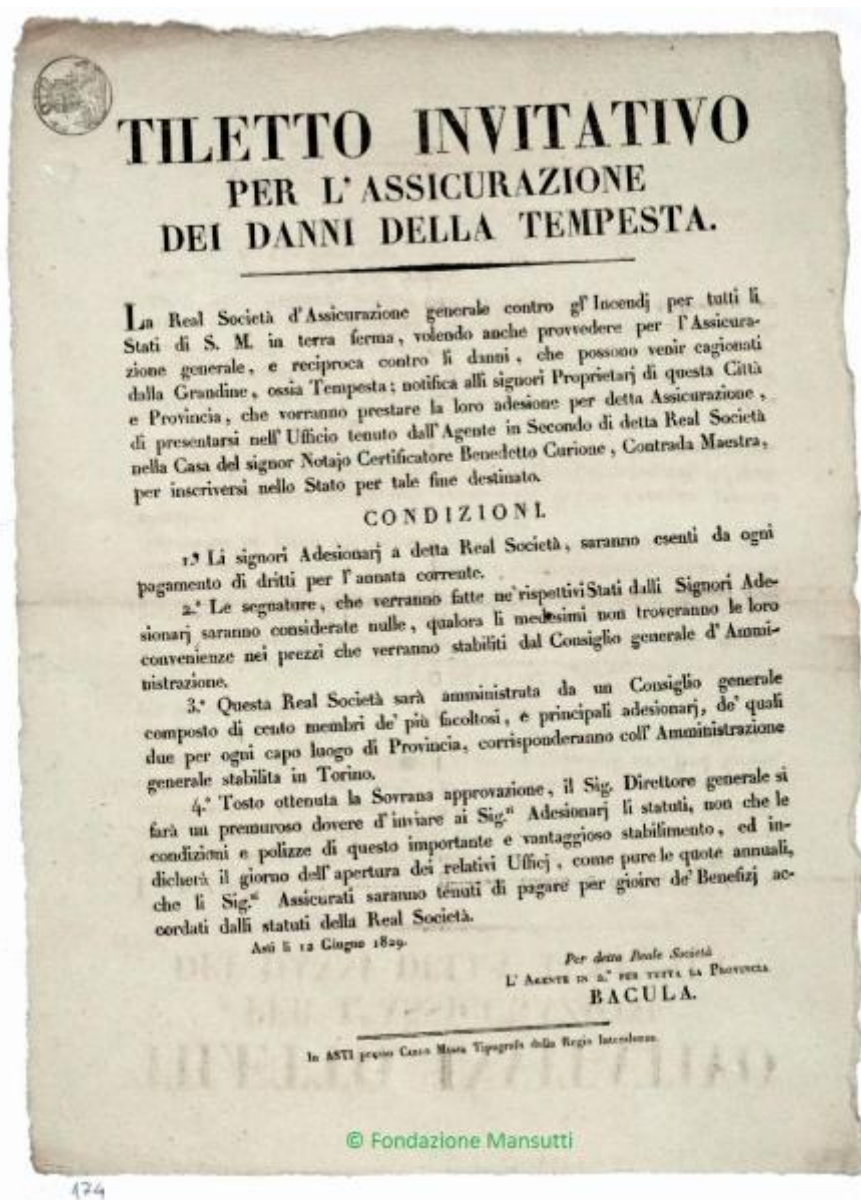 TILETTO INVITATIVO
PER L'ASSICURAZIONE
DEI DANNI DELLA TEMPESTA.
La Real Società d'Assicurazione generale contro gl'Incendj per tutti li
Stati di S. M. in terra ferma, volendo anche provvedere per l'Assicura-
zione generale, e reciproca contro li danni, che possono venir cagionati
dalla Grandine, ossia Tempesta; notifica alli signori Proprietarj di questa Città
e Provincia, che vorranno prestare la loro adesione per detta Assicurazione,
di presentarsi nell'Ufficio tenuto dall'Agente in Secondo di detta Real Società
nella Casa del signor Notajo Certificatore Benedetto Curione, Contrada Maestra,
per inscriversi nello Stato per tale fine destinato.
CONDIZIONI.
1.° Li signori Adesionarj a detta Real Società, saranno esenti da ogni
pagamento di dritti per l'annata corrente.
2.° Le segnature, che verranno fatte ne' rispettivi Stati dalli Signori Ade-
sionarj saranno considerate nulle, qualora li medesimi non troveranno le loro
convenienze nei prezzi che verranno stabiliti dal Consiglio generale d'Ammi-
nistrazione.
3.° Questa Real Società sarà amministrata da un Consiglio generale
composto di cento membri de' più facoltosi, e principali adesionarj, de' quali
due per ogni capo luogo di Provincia, corrisponderanno coll'Amministrazione
generale stabilita in Torino.
4.° Tosto ottenuta la Sovrana approvazione, il Sig. Direttore generale si
farà un premuroso dovere d'inviare ai Sig.ri Adesionarj li statuti, non che le
condizioni e polizze di questo importante e vantaggioso stabilimento, ed in-
dicherà il giorno dell'apertura dei relativi Ufficj, come pure le quote annuali,
che li Sig.ri Assicurati saranno tenuti di pagare per gioire de' Benefizj ac-
cordati dalli statuti della Real Società.
Asti li 12 Giugno 1829.
Per detta Reale Società
L'AGENTE IN 2.° PER TUTTA LA PROVINCIA
BACULA.
In ASTI presso CARLO MASSA Tipografo della Regia Intendenza.
© Fondazione Mansutti
174